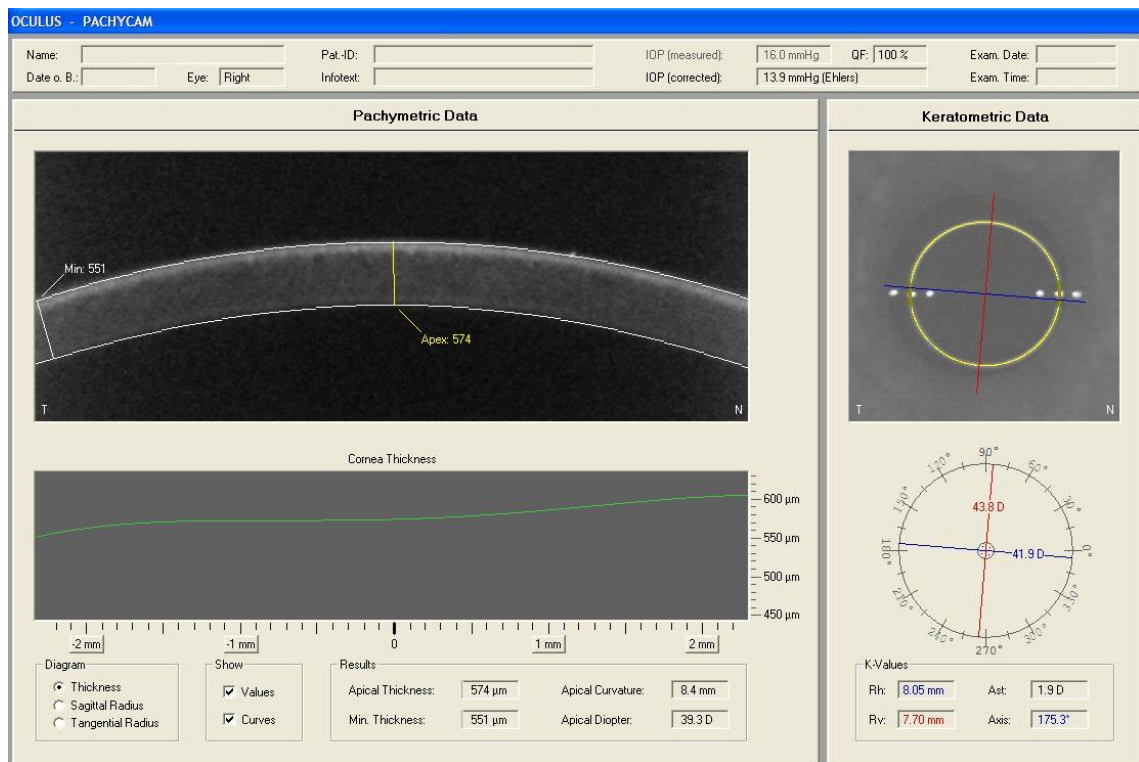 OCULUS - PACHYCAM
Name: Pat.-ID: IOP (measured): 16.0 mmHg QF: 100 % Exam. Date:
Date o. B.: Eye: Right Infotext: IOP (corrected): 13.9 mmHg (Ehlers) Exam. Time:
Pachymetric Data
Min: 551
Apex: 574
T N
Cornea Thickness
600 µm
550 µm
500 µm
450 µm
-2 mm -1 mm 0 1 mm 2 mm
Diagram
Thickness
Sagittal Radius
Tangential Radius
Show
Values
Curves
Results
Apical Thickness: 574 µm Apical Curvature: 8.4 mm
Min. Thickness: 551 µm Apical Diopter: 39.3 D
Keratometric Data
T N
90°
120° 60°
150° 30°
43.8 D
180° 41.9 D 0°
210° 330°
240° 300°
270°
K-Values
Rh: 8.05 mm Ast: 1.9 D
Rv: 7.70 mm Axis: 175.3°